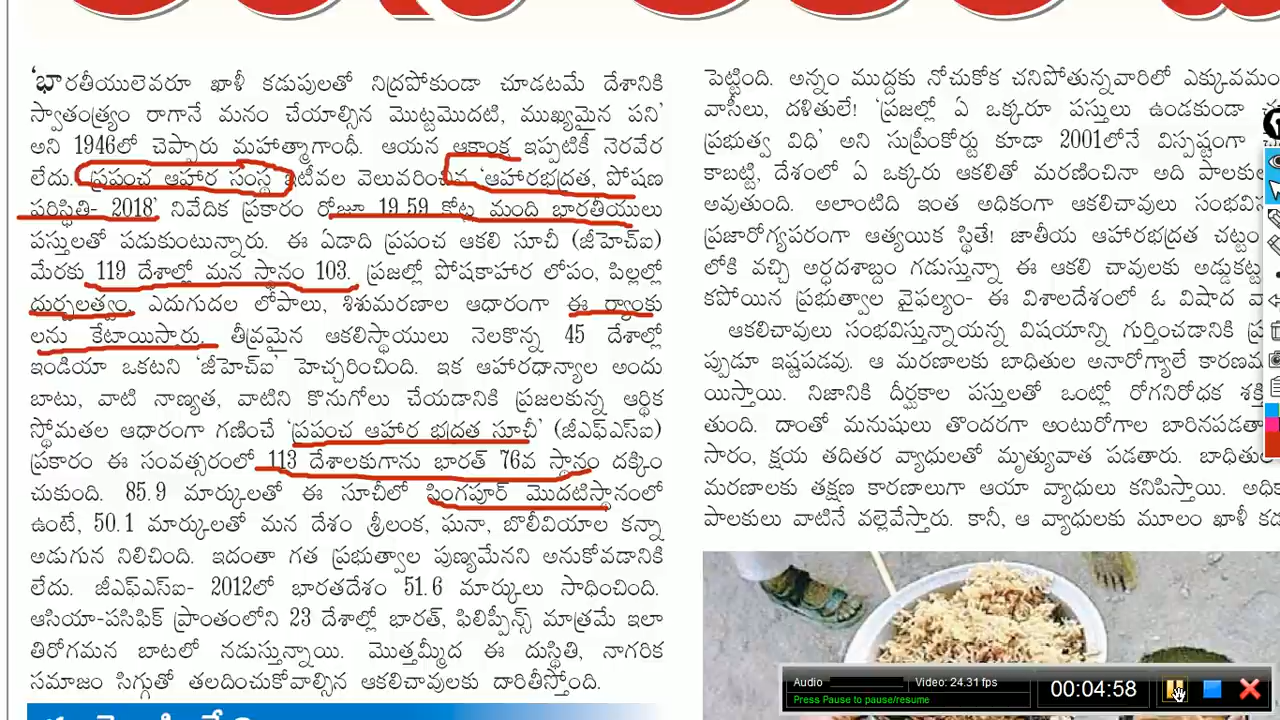 ‘భారతీయులెవరూ ఖాళీ కడుపులతో నిద్రపోకుండా చూడటమే దేశానికి
స్వాతంత్ర్యం రాగానే మనం చేయాల్సిన మొట్టమొదటి, ముఖ్యమైన పని’
అని 1946లో చెప్పారు మహాత్మాగాంధీ. ఆయన ఆకాంక్ష ఇప్పటికీ నెరవేర
లేదు. ప్రపంచ ఆహార సంస్థ ఇటీవల వెలువరించిన ‘ఆహారభద్రత, పోషణ
పరిస్థితి- 2018’ నివేదిక ప్రకారం రోజూ 19.59 కోట్ల మంది భారతీయులు
పస్తులతో పడుకుంటున్నారు. ఈ ఏడాది ప్రపంచ ఆకలి సూచీ (జీహెచ్ఐ)
మేరకు 119 దేశాల్లో మన స్థానం 103. ప్రజల్లో పోషకాహార లోపం, పిల్లల్లో
దుర్బలత్వం, ఎదుగుదల లోపాలు, శిశుమరణాల ఆధారంగా ఈ ర్యాంకు
లను కేటాయిస్తారు. తీవ్రమైన ఆకలిస్థాయులు నెలకొన్న 45 దేశాల్లో
ఇండియా ఒకటని ‘జీహెచ్ఐ’ హెచ్చరించింది. ఇక ఆహారధాన్యాల అందు
బాటు, వాటి నాణ్యత, వాటిని కొనుగోలు చేయడానికి ప్రజలకున్న ఆర్థిక
స్థోమతల ఆధారంగా గణించే ‘ప్రపంచ ఆహార భద్రత సూచీ’ (జీఎఫ్ఎస్ఐ)
ప్రకారం ఈ సంవత్సరంలో 113 దేశాలకుగాను భారత్ 76వ స్థానం దక్కిం
చుకుంది. 85.9 మార్కులతో ఈ సూచీలో సింగపూర్ మొదటిస్థానంలో
ఉంటే, 50.1 మార్కులతో మన దేశం శ్రీలంక, ఘనా, బొలీవియాల కన్నా
అడుగున నిలిచింది. ఇదంతా గత ప్రభుత్వాల పుణ్యమేనని అనుకోవడానికి
లేదు. జీఎఫ్ఎస్ఐ- 2012లో భారతదేశం 51.6 మార్కులు సాధించింది.
ఆసియా-పసిఫిక్ ప్రాంతంలోని 23 దేశాల్లో భారత్, ఫిలిప్పీన్స్ మాత్రమే ఇలా
తిరోగమన బాటలో నడుస్తున్నాయి. మొత్తమ్మీద ఈ దుస్థితి, నాగరిక
సమాజం సిగ్గుతో తలదించుకోవాల్సిన ఆకలిచావులకు దారితీస్తోంది.
పెట్టింది. అన్నం ముద్దకు నోచుకోక చనిపోతున్నవారిలో ఎక్కువమం
వాసీలు, దళితులే! ‘ప్రజల్లో ఏ ఒక్కరూ పస్తులు ఉండకుండా
ప్రభుత్వ విధి’ అని సుప్రీంకోర్టు కూడా 2001లోనే విస్పష్టంగా
కాబట్టి, దేశంలో ఏ ఒక్కరు ఆకలితో మరణించినా అది పాలకుల
అవుతుంది. అలాంటిది ఇంత అధికంగా ఆకలిచావులు సంభవిస
ప్రజారోగ్యపరంగా ఆత్యయిక స్థితే! జాతీయ ఆహారభద్రత చట్టం
లోకి వచ్చి అర్ధదశాబ్దం గడుస్తున్నా ఈ ఆకలి చావులకు అడ్డుకట్ట
కపోయిన ప్రభుత్వాల వైఫల్యం- ఈ విశాలదేశంలో ఓ విషాద
ఆకలిచావులు సంభవిస్తున్నాయన్న విషయాన్ని గుర్తించడానికి
ప్పుడూ ఇష్టపడవు. ఆ మరణాలకు బాధితుల అనారోగ్యాలే కారణమ
యిస్తాయి. నిజానికి దీర్ఘకాల పస్తులతో ఒంట్లో రోగనిరోధక శక్తి
తుంది. దాంతో మనుషులు తొందరగా అంటురోగాల బారినపడతా
సారం, క్షయ తదితర వ్యాధులతో మృత్యువాత పడతారు. బాధితుల
మరణాలకు తక్షణ కారణాలుగా ఆయా వ్యాధులు కనిపిస్తాయి. అధిక
పాలకులు వాటినే వల్లెవేస్తారు. కానీ, ఆ వ్యాధులకు మూలం ఖాళీ కడ
Audio Video: 24.31 fps
Press Pause to pause/resume
00:04:58